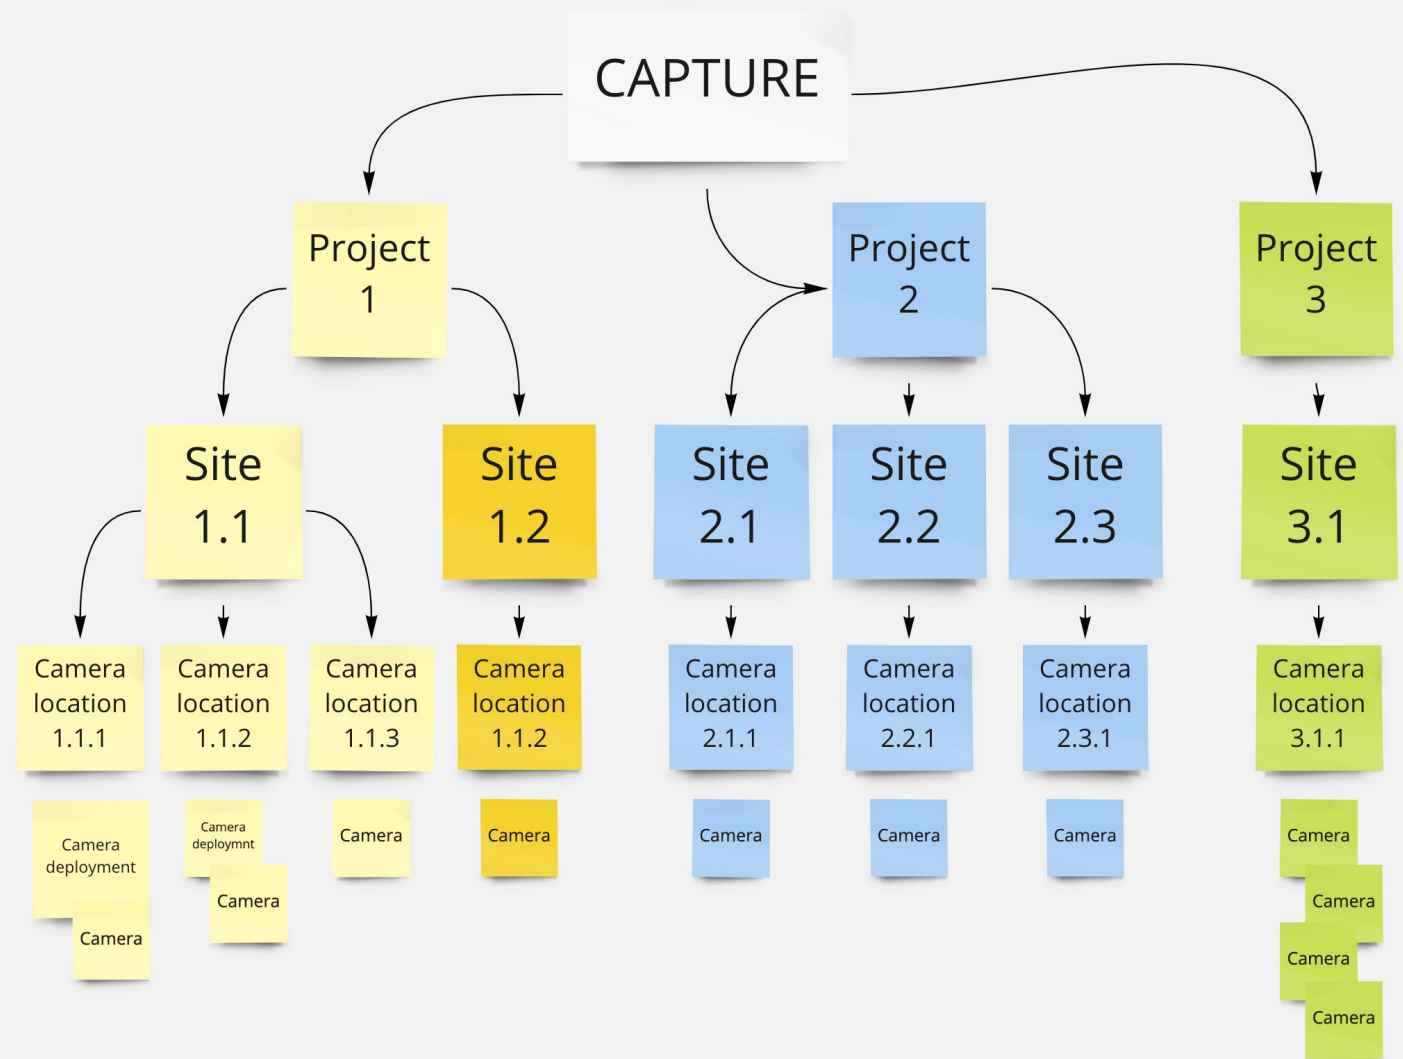 CAPTURE
Project
1
Project
2
Project
3
Site
1.1
Site
1.2
Site
2.1
Site
2.2
Site
2.3
Site
3.1
Camera
location
1.1.1
Camera
location
1.1.2
Camera
location
1.1.3
Camera
location
1.1.2
Camera
location
2.1.1
Camera
location
2.2.1
Camera
location
2.3.1
Camera
location
3.1.1
Camera
deployment
Camera
Camera
deploymnt
Camera
Camera
Camera
Camera
Camera
Camera
Camera
Camera
Camera
Camera